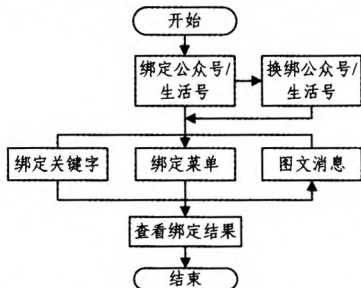 开始
绑定公众号/
生活号
换绑公众号/
生活号
绑定关键字
绑定菜单
图文消息
查看绑定结果
结束